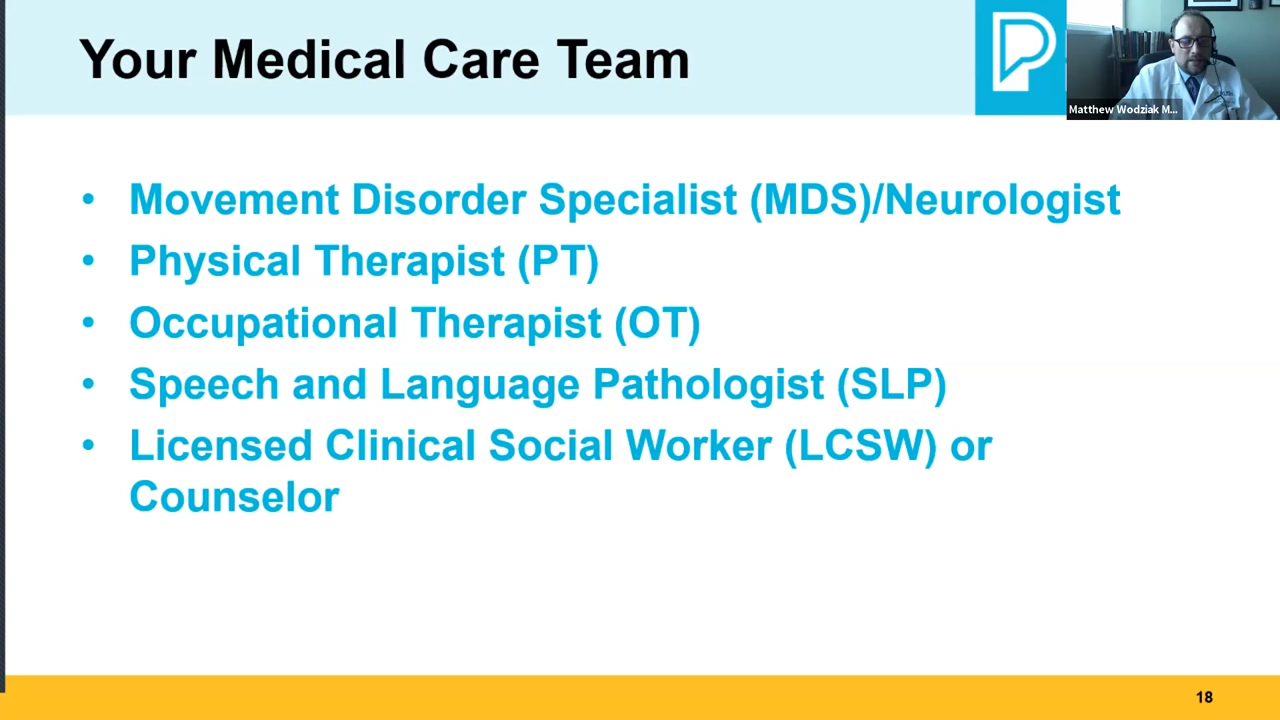 Your Medical Care Team
Matthew Wodziak M...
• Movement Disorder Specialist (MDS)/Neurologist
• Physical Therapist (PT)
• Occupational Therapist (OT)
• Speech and Language Pathologist (SLP)
• Licensed Clinical Social Worker (LCSW) or
Counselor
18